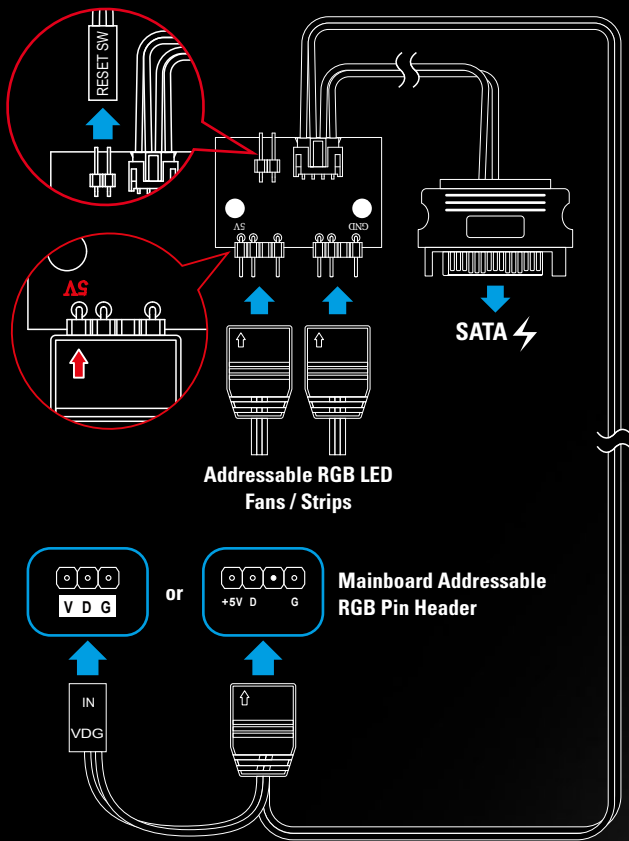 RESET SW
5V
GND
5V
SATA
Addressable RGB LED
Fans / Strips
V D G
or
+5V D G
Mainboard Addressable
RGB Pin Header
IN
VDG